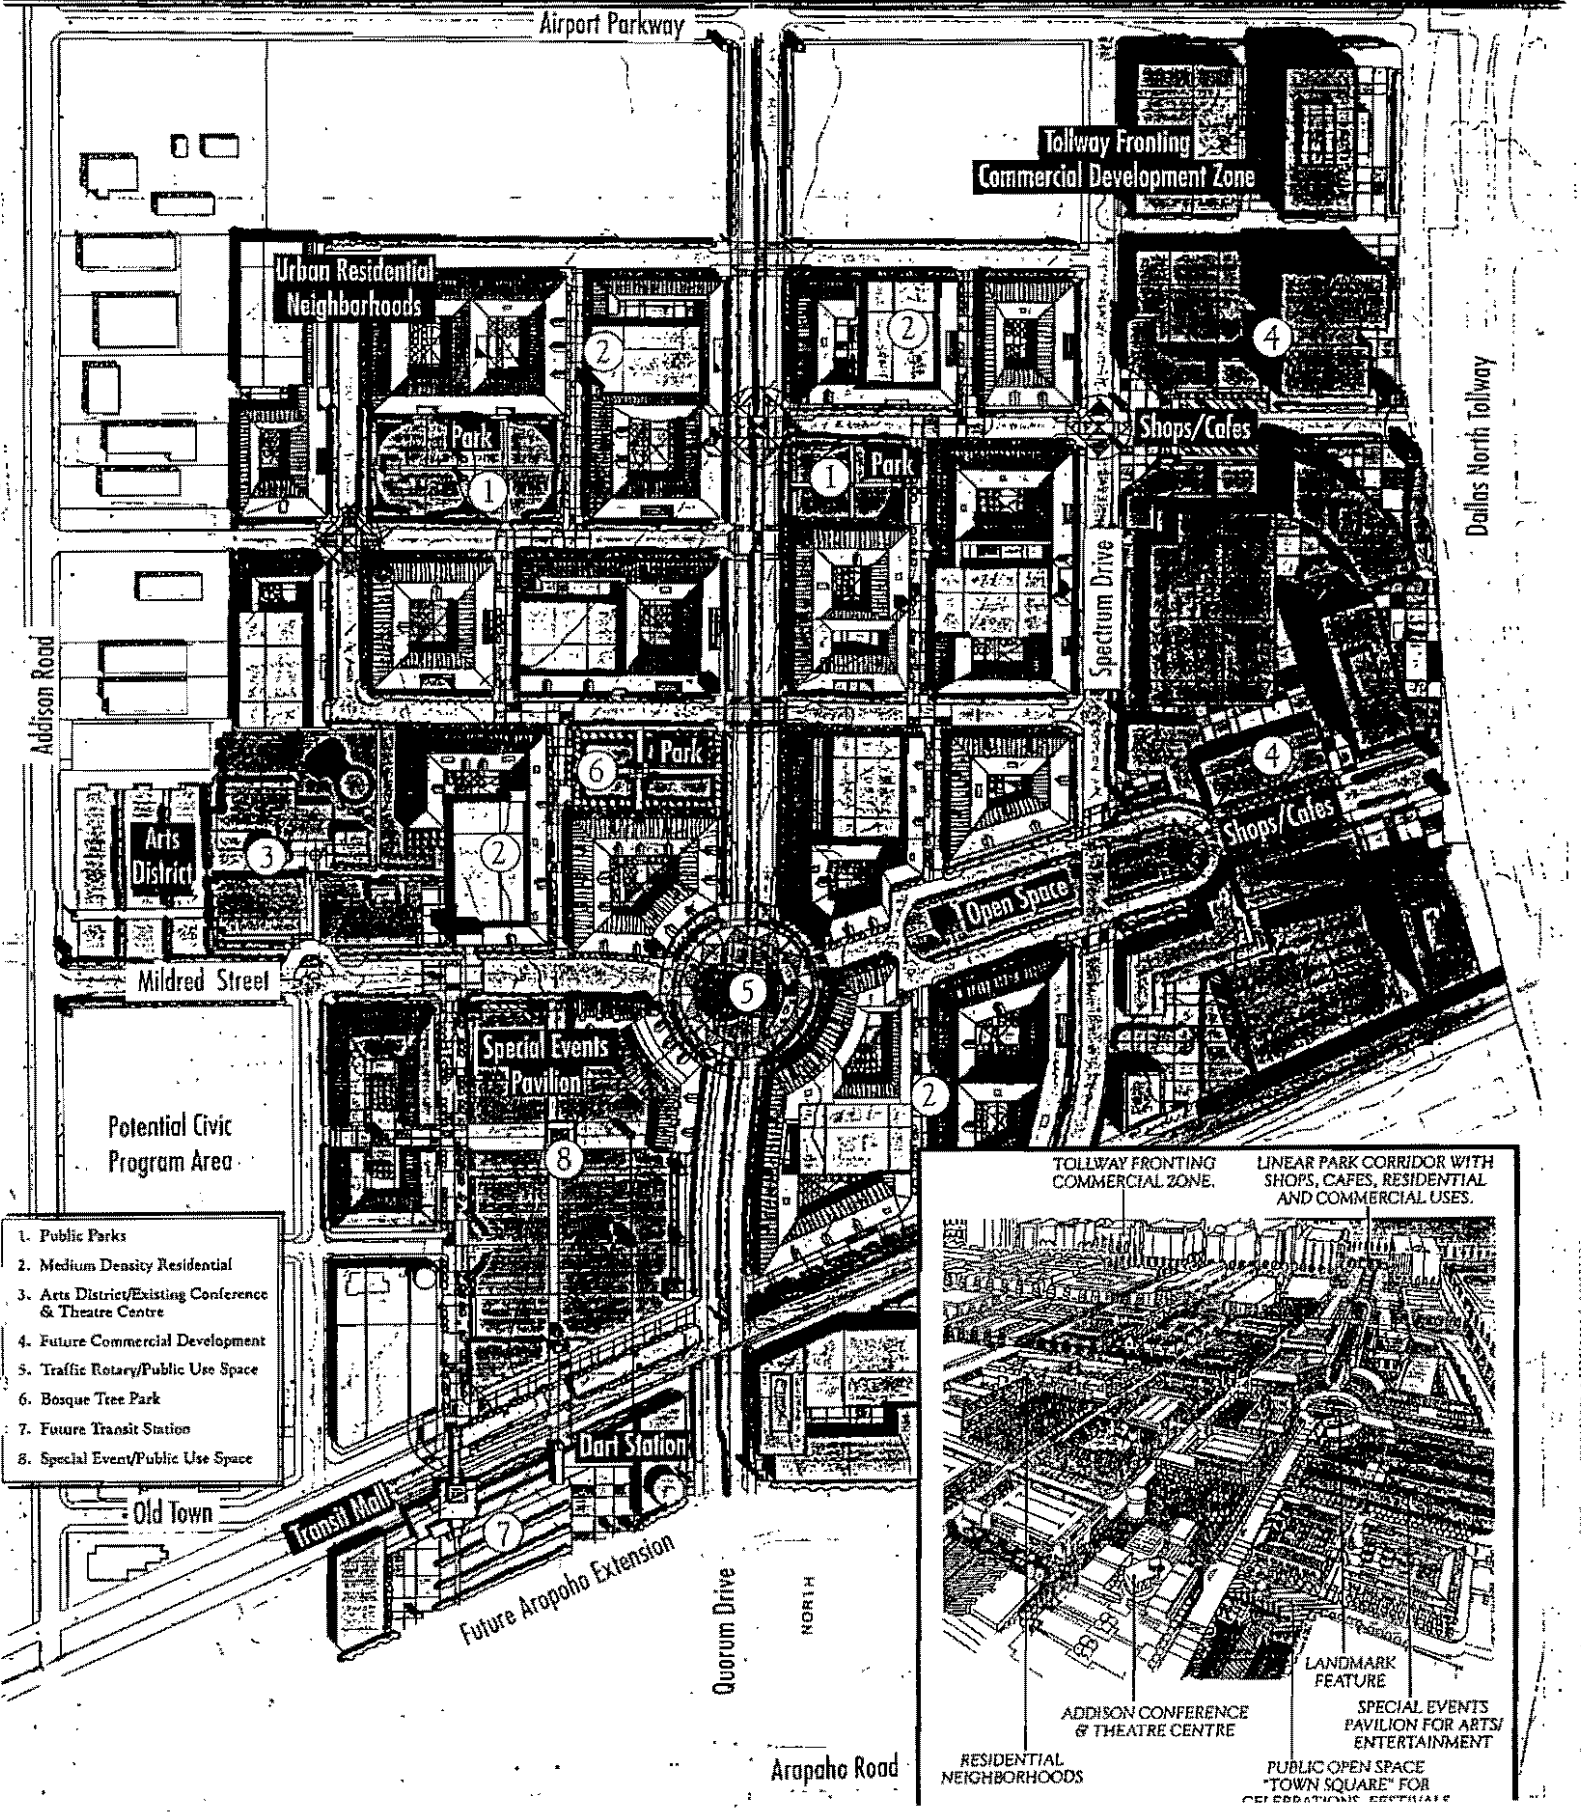 Airport Parkway
Tollway Fronting
Commercial Development Zone
Urban Residential
Neighborhoods
2
2
4
Dallas North Tollway
Shops/Cafes
Park
1
Park
1
Spectrum Drive
Addison Road
6
Park
4
Shops/Cafes
Arts
District
3
2
Open Space
Mildred Street
5
Special Events
Pavilion
2
8
Potential Civic
Program Area
1. Public Parks
2. Medium Density Residential
3. Arts District/Existing Conference
& Theatre Centre
4. Future Commercial Development
5. Traffic Rotary/Public Use Space
6. Bosque Tree Park
7. Future Transit Station
8. Special Event/Public Use Space
Old Town
Dart Station
Transit Mall
7
Future Arapaho Extension
Quorum Drive
NORTH
Arapaho Road
TOLLWAY FRONTING
COMMERCIAL ZONE.
LINEAR PARK CORRIDOR WITH
SHOPS, CAFES, RESIDENTIAL
AND COMMERCIAL USES.
LANDMARK
FEATURE
ADDISON CONFERENCE
& THEATRE CENTRE
SPECIAL EVENTS
PAVILION FOR ARTS/
ENTERTAINMENT
RESIDENTIAL
NEIGHBORHOODS
PUBLIC OPEN SPACE
"TOWN SQUARE" FOR
CELEBRATIONS, FESTIVALS